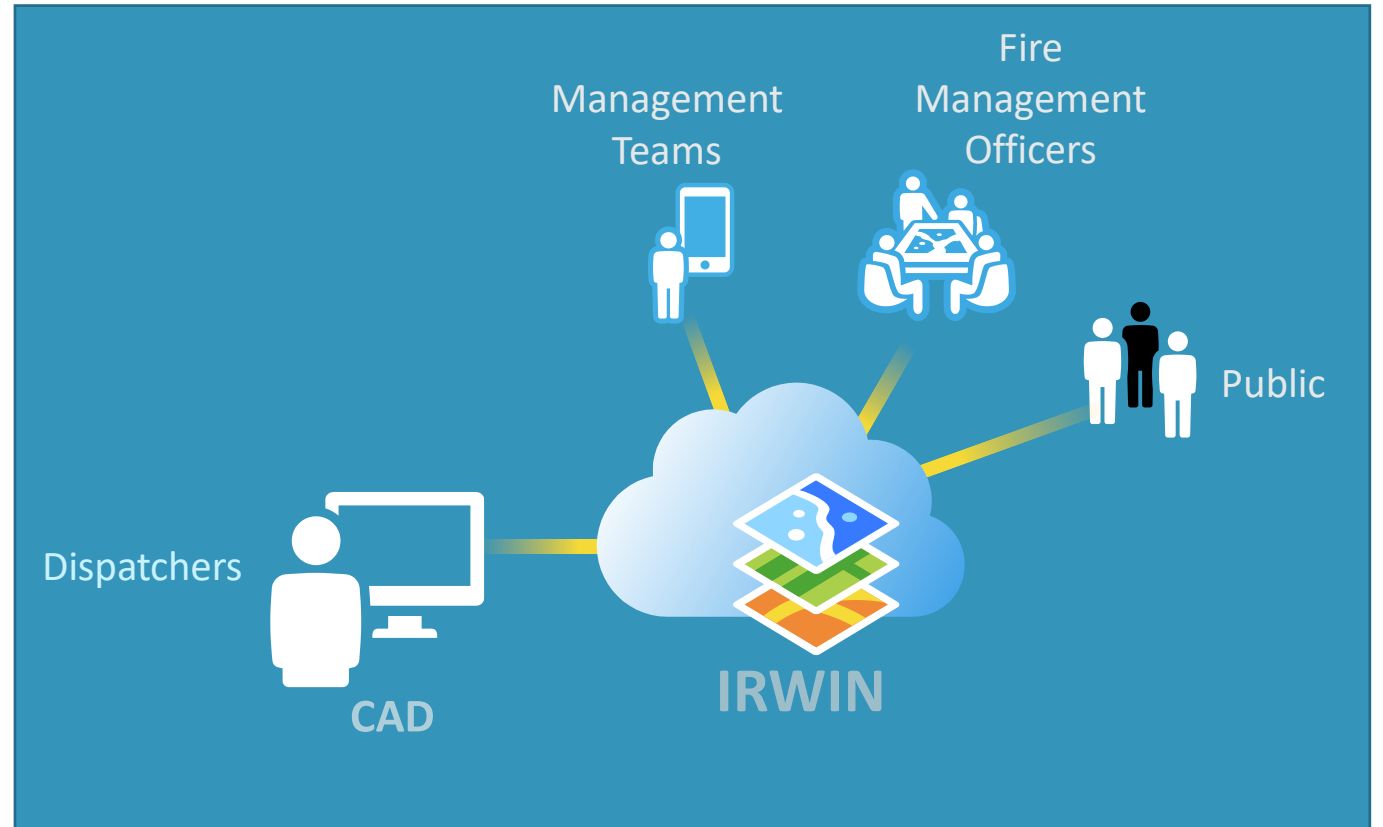 Fire
Management
Officers
Management
Teams
Public
Dispatchers
IRWIN
CAD